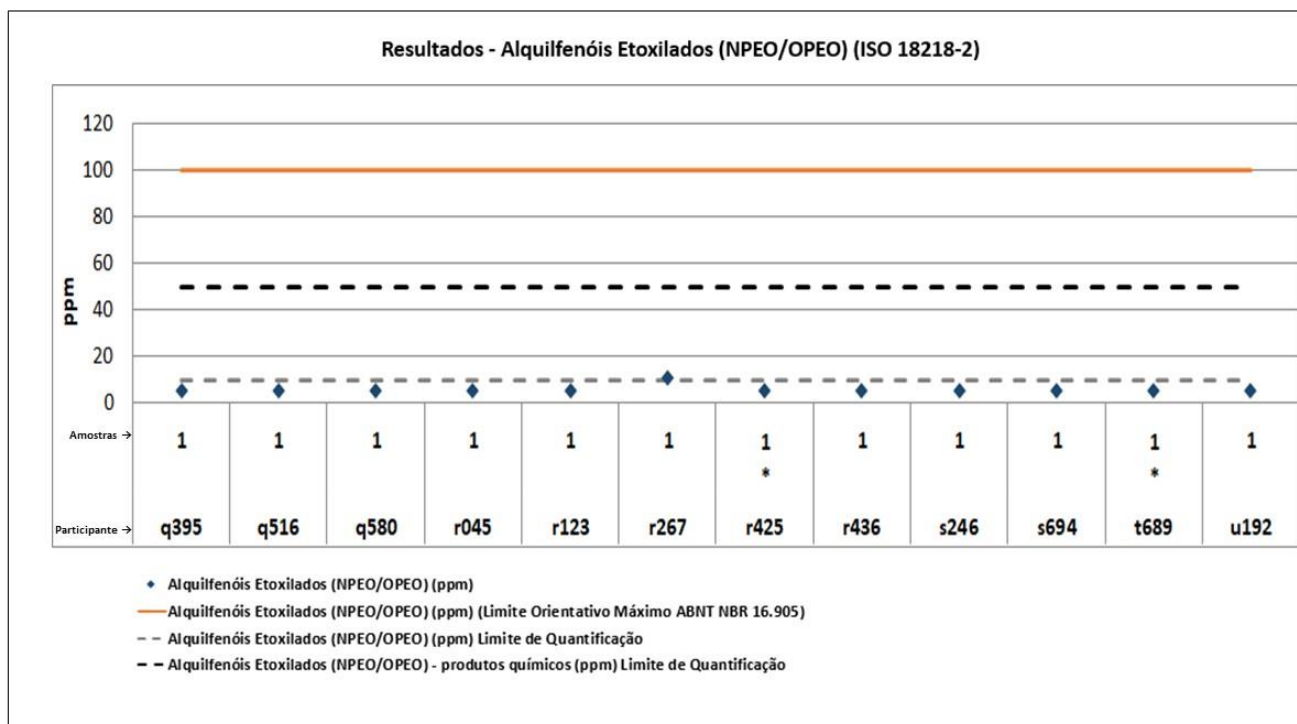 Resultados - Alquilfenóis Etoxilados (NPEO/OPEO) (ISO 18218-2)
120
100
80
60
40
20
0
ppm
Amostras → 1 1 1 1 1 1 1 1 1 1 1 1
* *
Participante → q395 q516 q580 r045 r123 r267 r425 r436 s246 s694 t689 u192
Alquilfenóis Etoxilados (NPEO/OPEO) (ppm)
Alquilfenóis Etoxilados (NPEO/OPEO) (ppm) (Limite Orientativo Máximo ABNT NBR 16.905)
Alquilfenóis Etoxilados (NPEO/OPEO) (ppm) Limite de Quantificação
Alquilfenóis Etoxilados (NPEO/OPEO) - produtos químicos (ppm) Limite de Quantificação